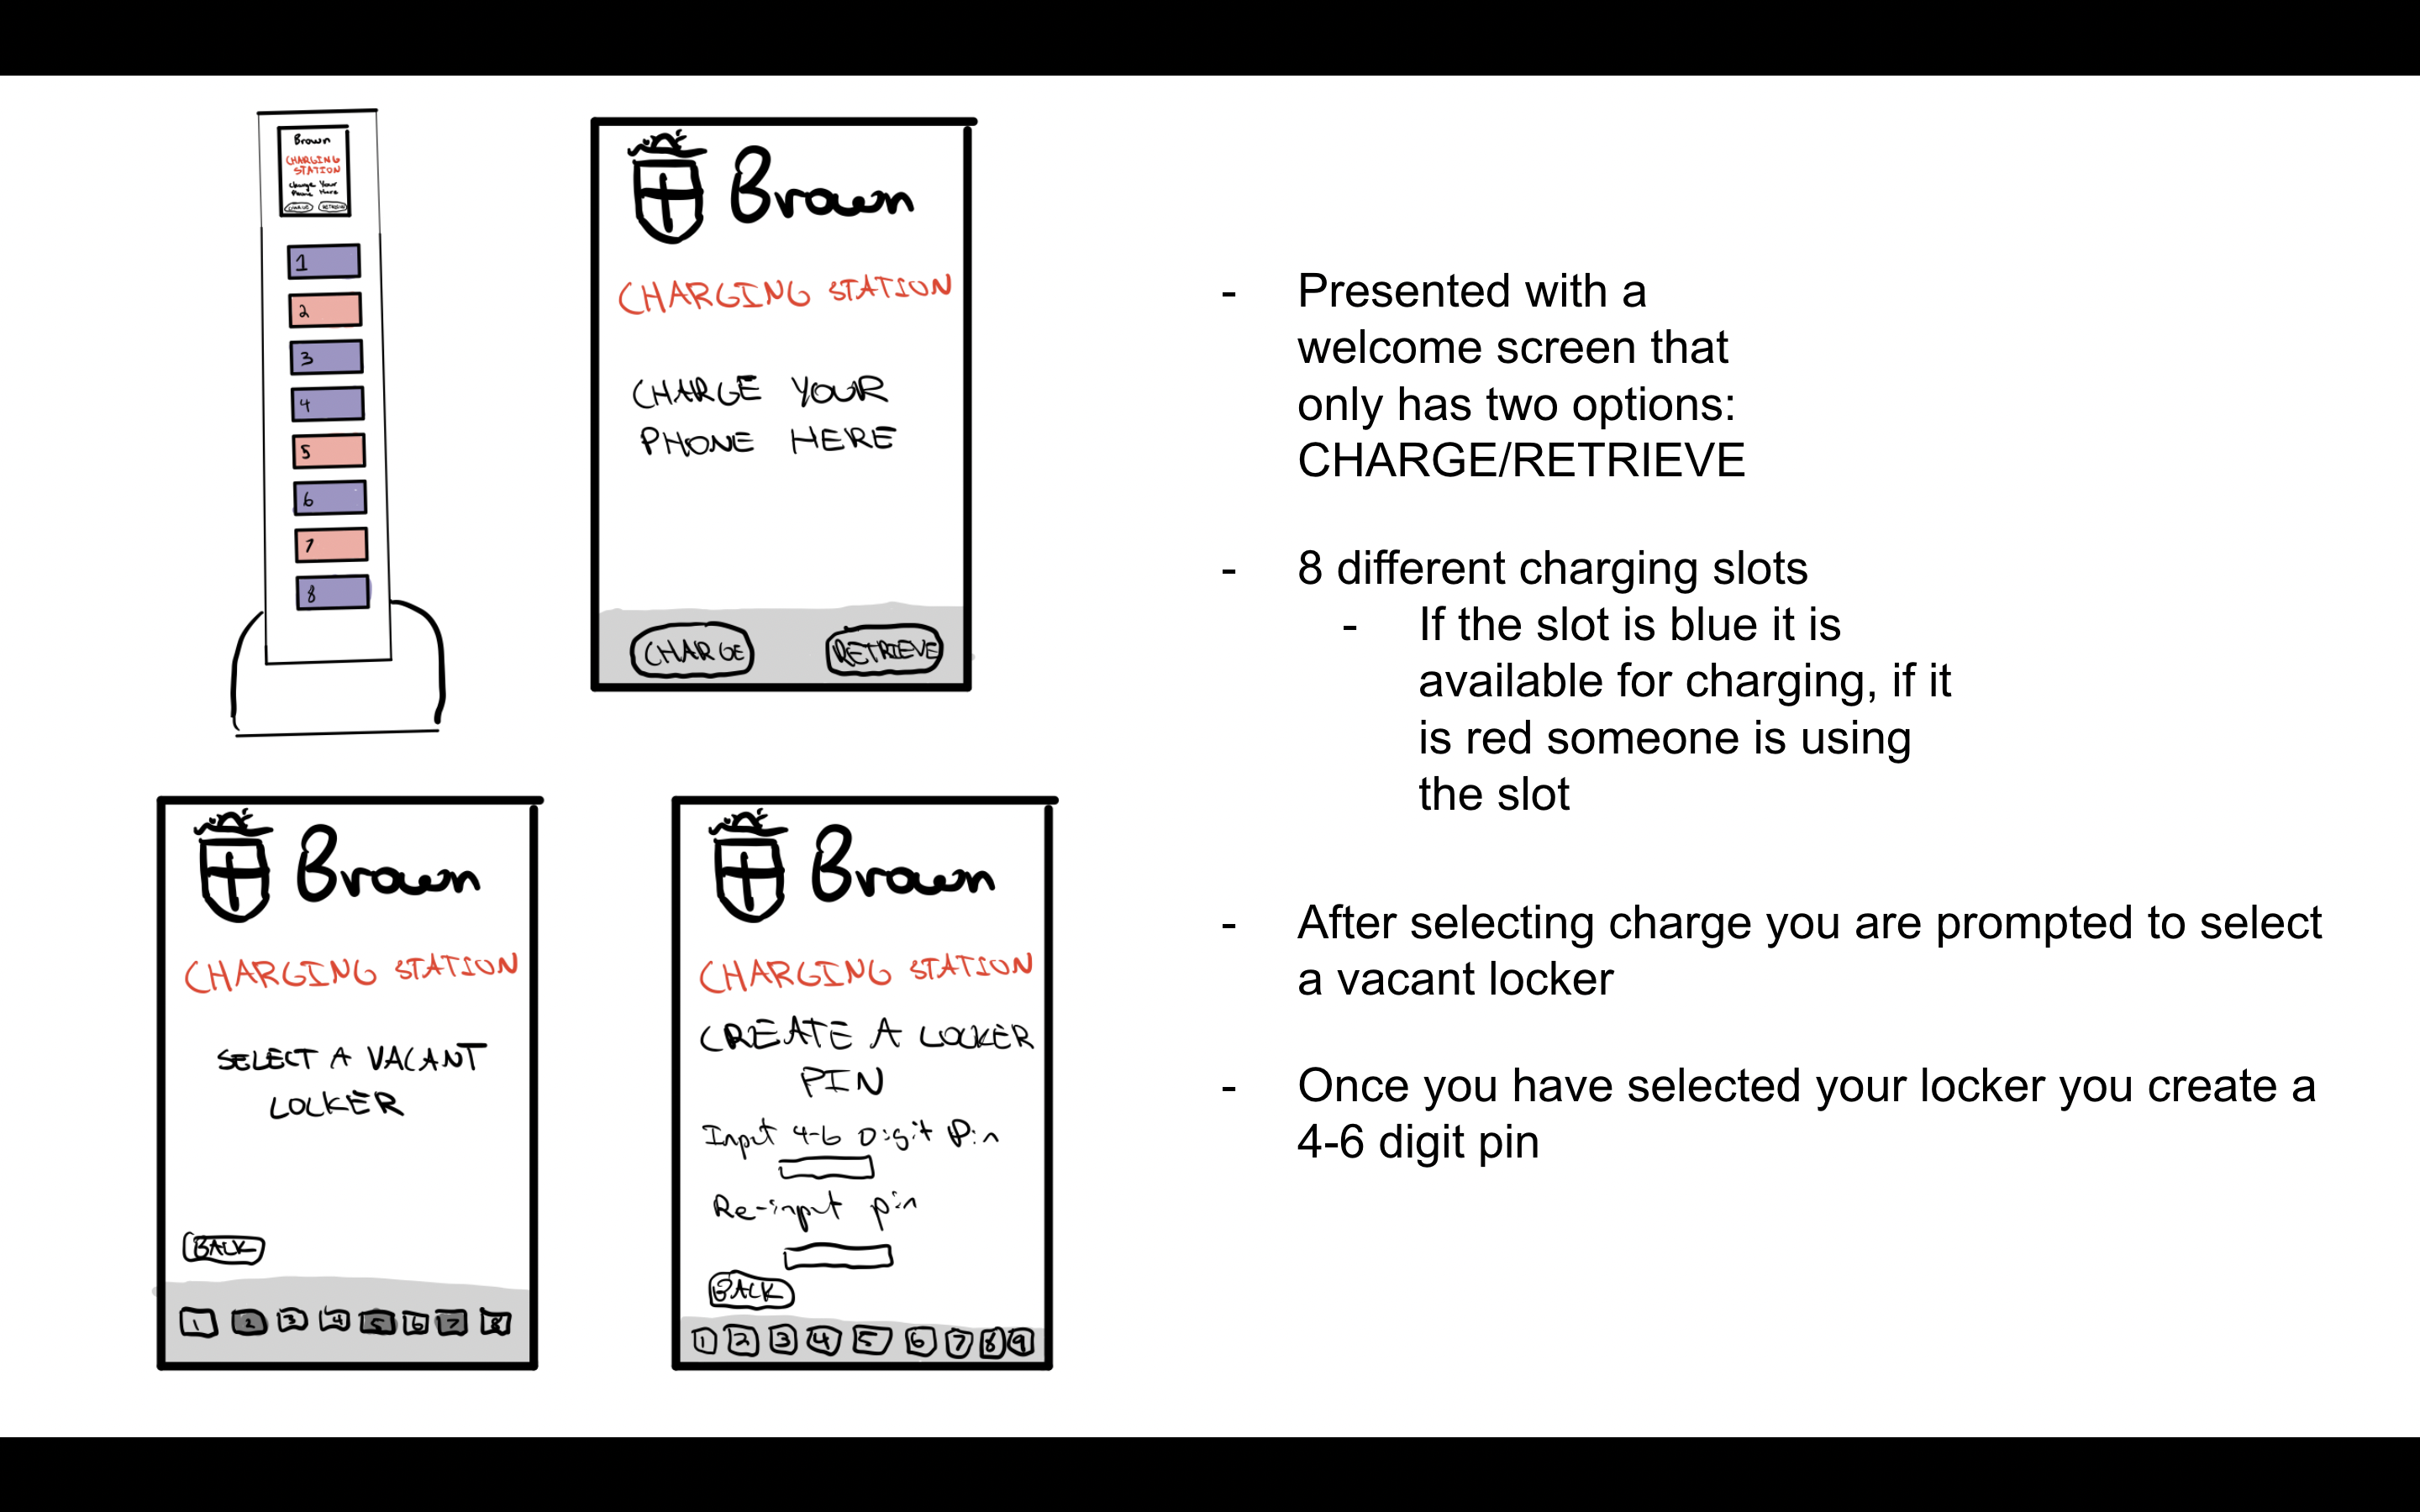 Brown
CHARGING
STATION
Charge Your
Phone Here
CHARGE RETRIEVE
1
2
3
4
5
6
7
8
Brown
CHARGING STATION
CHARGE YOUR
PHONE HERE
CHARGE RETRIEVE
Brown
CHARGING STATION
SELECT A VACANT
LOCKER
BACK
1 2 3 4 5 6 7 8
Brown
CHARGING STATION
CREATE A LOCKER
PIN
Input 4-6 Digit Pin
Re-input pin
BACK
1 2 3 4 5 6 7 8 9
- Presented with a
welcome screen that
only has two options:
CHARGE/RETRIEVE
- 8 different charging slots
- If the slot is blue it is
available for charging, if it
is red someone is using
the slot
- After selecting charge you are prompted to select
a vacant locker
- Once you have selected your locker you create a
4-6 digit pin